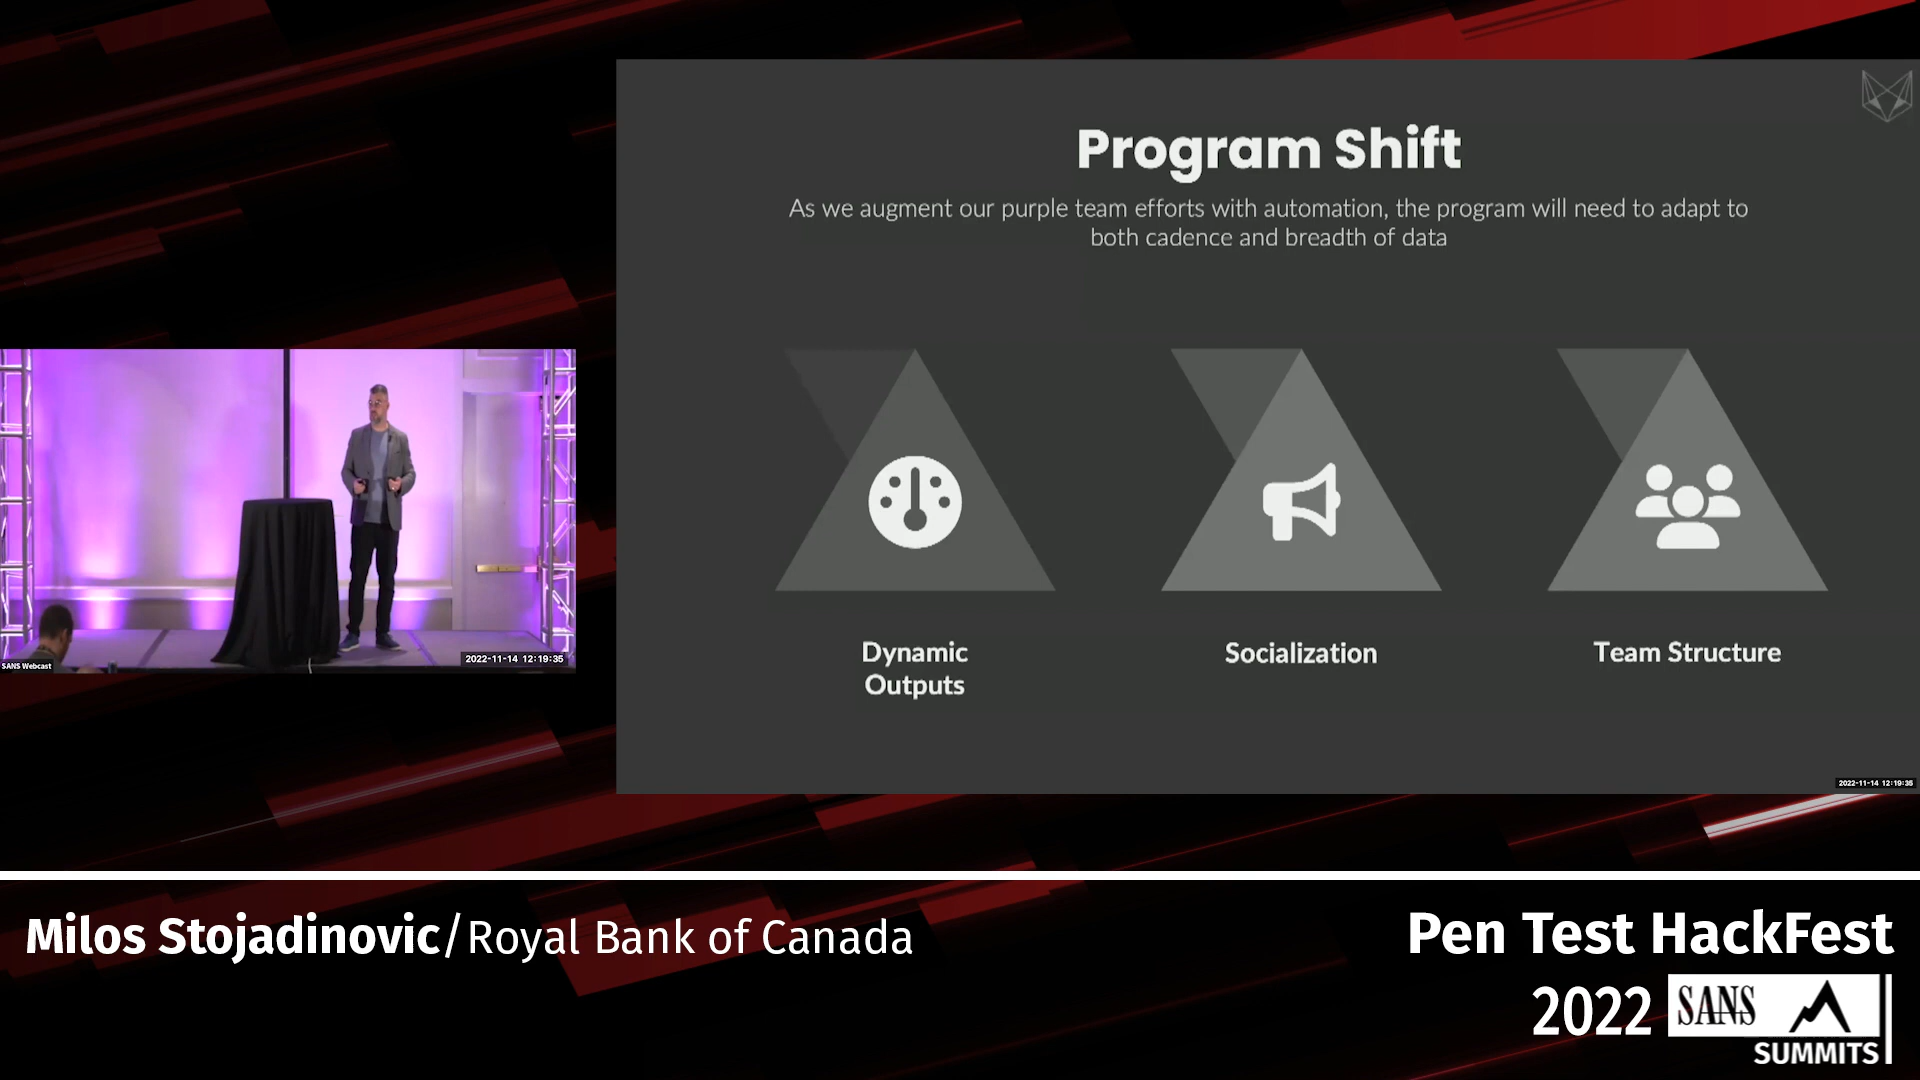 Program Shift
As we augment our purple team efforts with automation, the program will need to adapt to
both cadence and breadth of data
Dynamic
Outputs
Socialization
Team Structure
SANS Webcast
2022-11-14 12:19:35
2022-11-14 12:19:35
Milos Stojadinovic/Royal Bank of Canada
Pen Test HackFest
2022
SANS
SUMMITS